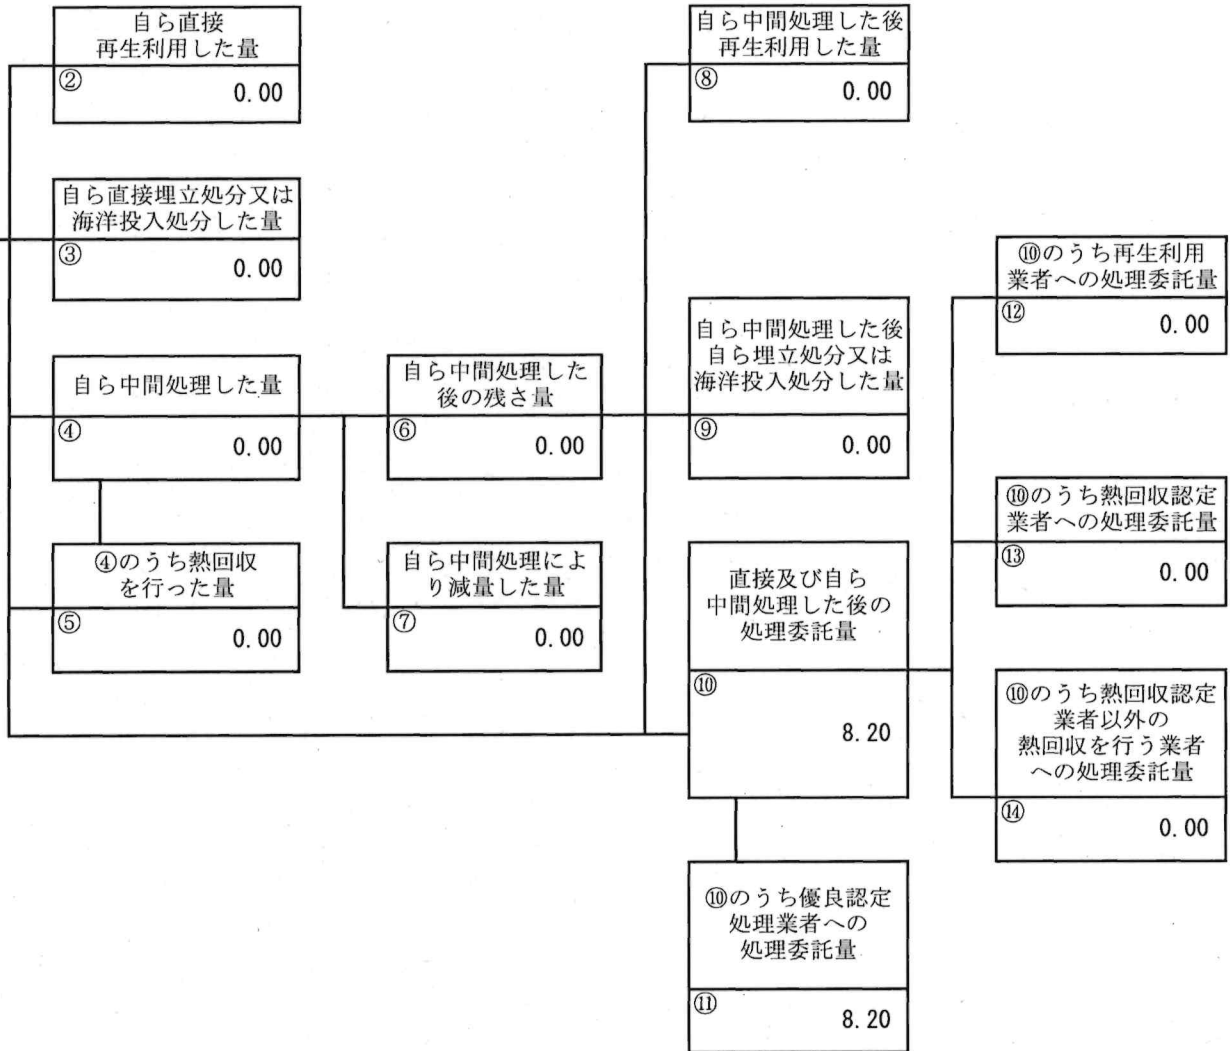 自ら直接
再生利用した量
②
0.00
自ら直接埋立処分又は
海洋投入処分した量
③
0.00
自ら中間処理した量
④
0.00
④のうち熱回収
を行った量
⑤
0.00
自ら中間処理した
後の残さ量
⑥
0.00
自ら中間処理によ
り減量した量
⑦
0.00
自ら中間処理した後
再生利用した量
⑧
0.00
自ら中間処理した後
自ら埋立処分又は
海洋投入処分した量
⑨
0.00
直接及び自ら
中間処理した後の
処理委託量
⑩
8.20
⑩のうち優良認定
処理業者への
処理委託量
⑪
8.20
⑩のうち再生利用
業者への処理委託量
⑫
0.00
⑩のうち熱回収認定
業者への処理委託量
⑬
0.00
⑩のうち熱回収認定
業者以外の
熱回収を行う業者
への処理委託量
⑭
0.00